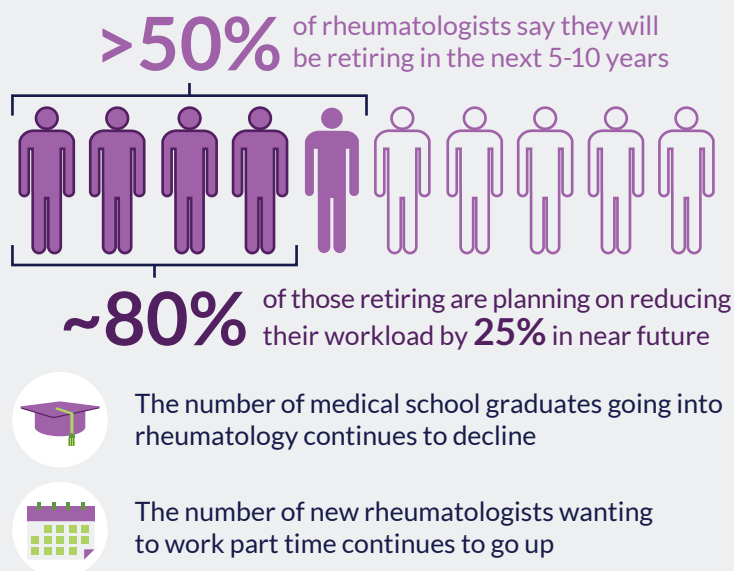 >50% of rheumatologists say they will
be retiring in the next 5-10 years
~80% of those retiring are planning on reducing
their workload by 25% in near future
The number of medical school graduates going into
rheumatology continues to decline
The number of new rheumatologists wanting
to work part time continues to go up